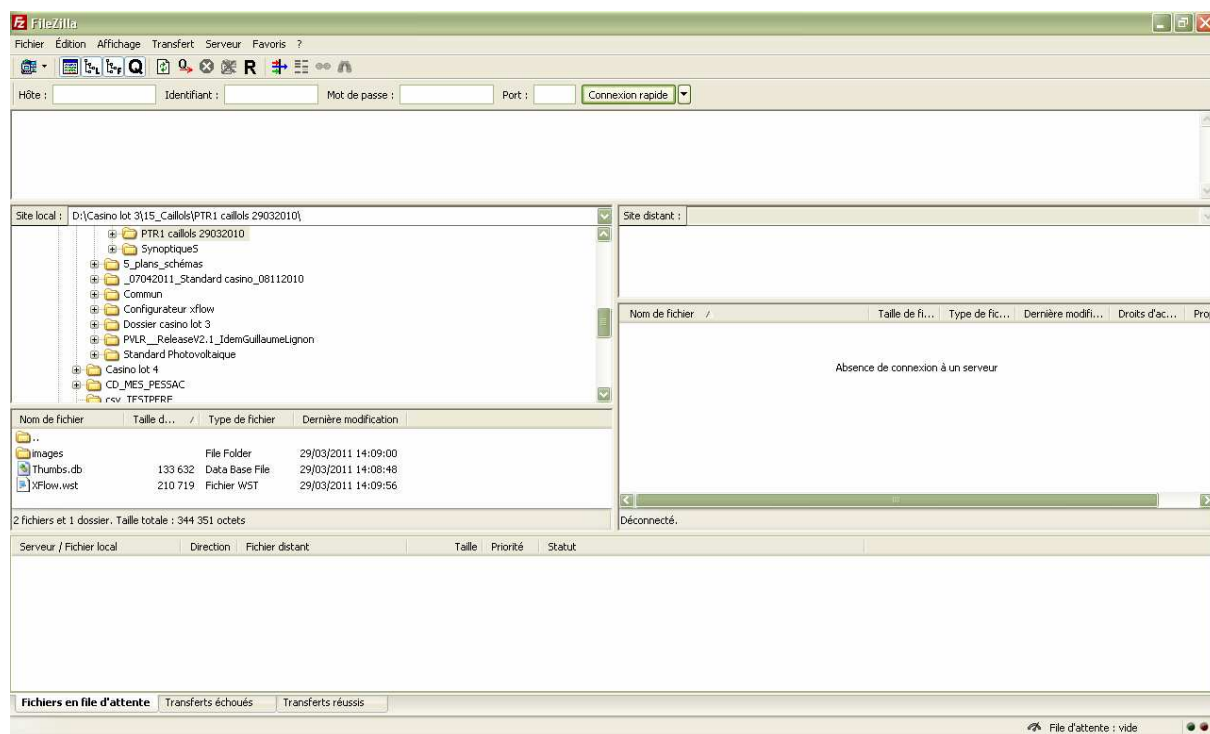 FileZilla
Fichier Édition Affichage Transfert Serveur Favoris ?
Hôte : Identifiant : Mot de passe : Port : Connexion rapide
Site local : D:\Casino lot 3\15_Caillols\PTR1 caillols 29032010\
PTR1 caillols 29032010
SynoptiqueS
5_plans_schémas
_07042011_Standard casino_08112010
Commun
Configurateur xflow
Dossier casino lot 3
PVLR__ReleaseV2.1_IdemGuillaumeLignon
Standard Photovoltaique
Casino lot 4
CD_MES_PESSAC
csv_TESTPERE
Nom de fichier Taille d... / Type de fichier Dernière modification
..
images File Folder 29/03/2011 14:09:00
Thumbs.db 133 632 Data Base File 29/03/2011 14:08:48
XFlow.wst 210 719 Fichier WST 29/03/2011 14:09:56
2 fichiers et 1 dossier. Taille totale : 344 351 octets
Site distant :
Nom de fichier / Taille de fi... Type de fic... Dernière modifi... Droits d'ac... Prop
Absence de connexion à un serveur
Déconnecté.
Serveur / Fichier local Direction Fichier distant Taille Priorité Statut
Fichiers en file d'attente Transferts échoués Transferts réussis
File d'attente : vide